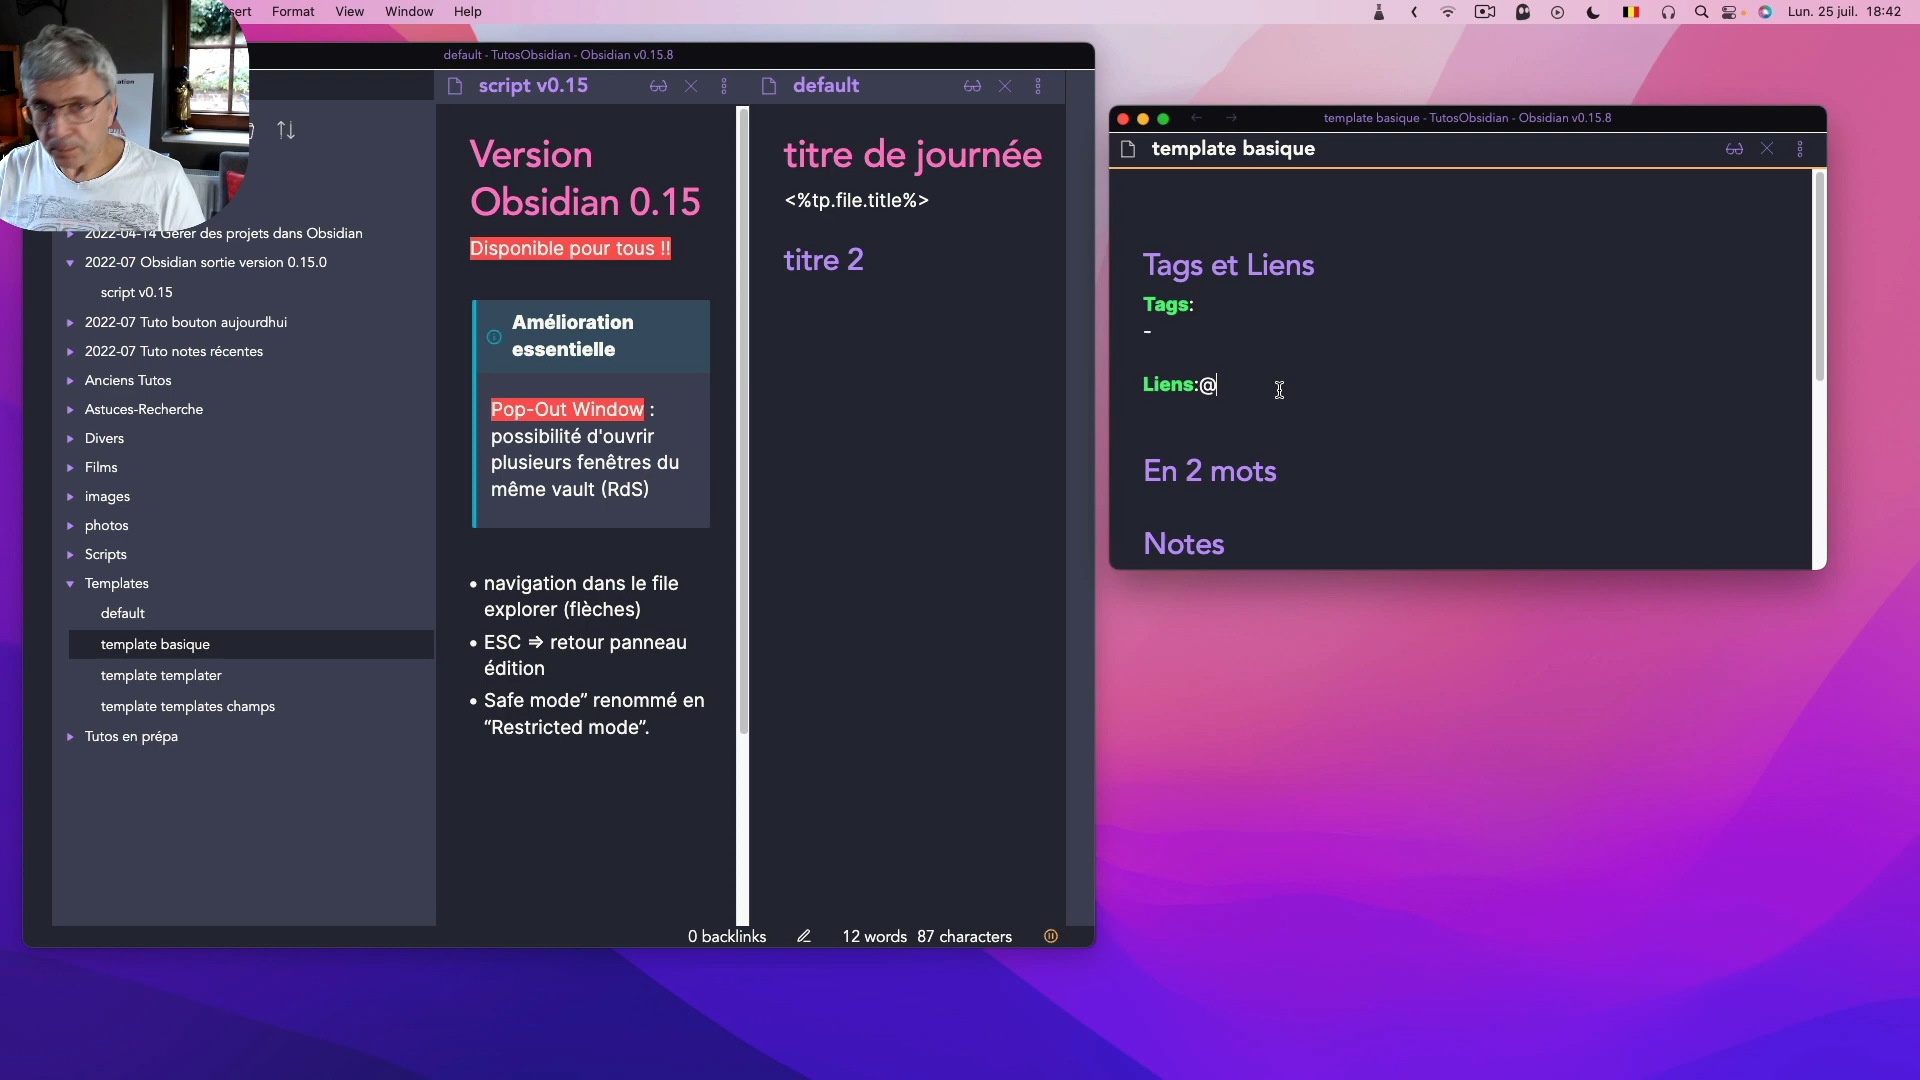 Format View Window Help
Lun. 25 juil. 18:42
default - TutosObsidian - Obsidian v0.15.8
script v0.15
default
2022-04-14 Gérer des projets dans Obsidian
2022-07 Obsidian sortie version 0.15.0
script v0.15
2022-07 Tuto bouton aujourdhui
2022-07 Tuto notes récentes
Anciens Tutos
Astuces-Recherche
Divers
Films
images
photos
Scripts
Templates
default
template basique
template templater
template templates champs
Tutos en prépa
Version
Obsidian 0.15
Disponible pour tous !!
Amélioration
essentielle
Pop-Out Window :
possibilité d'ouvrir
plusieurs fenêtres du
même vault (RdS)
• navigation dans le file
explorer (flèches)
• ESC ⇒ retour panneau
édition
• Safe mode” renommé en
“Restricted mode”.
titre de journée
<%tp.file.title%>
titre 2
0 backlinks 12 words 87 characters
template basique - TutosObsidian - Obsidian v0.15.8
template basique
Tags et Liens
Tags:
-
Liens:@
En 2 mots
Notes